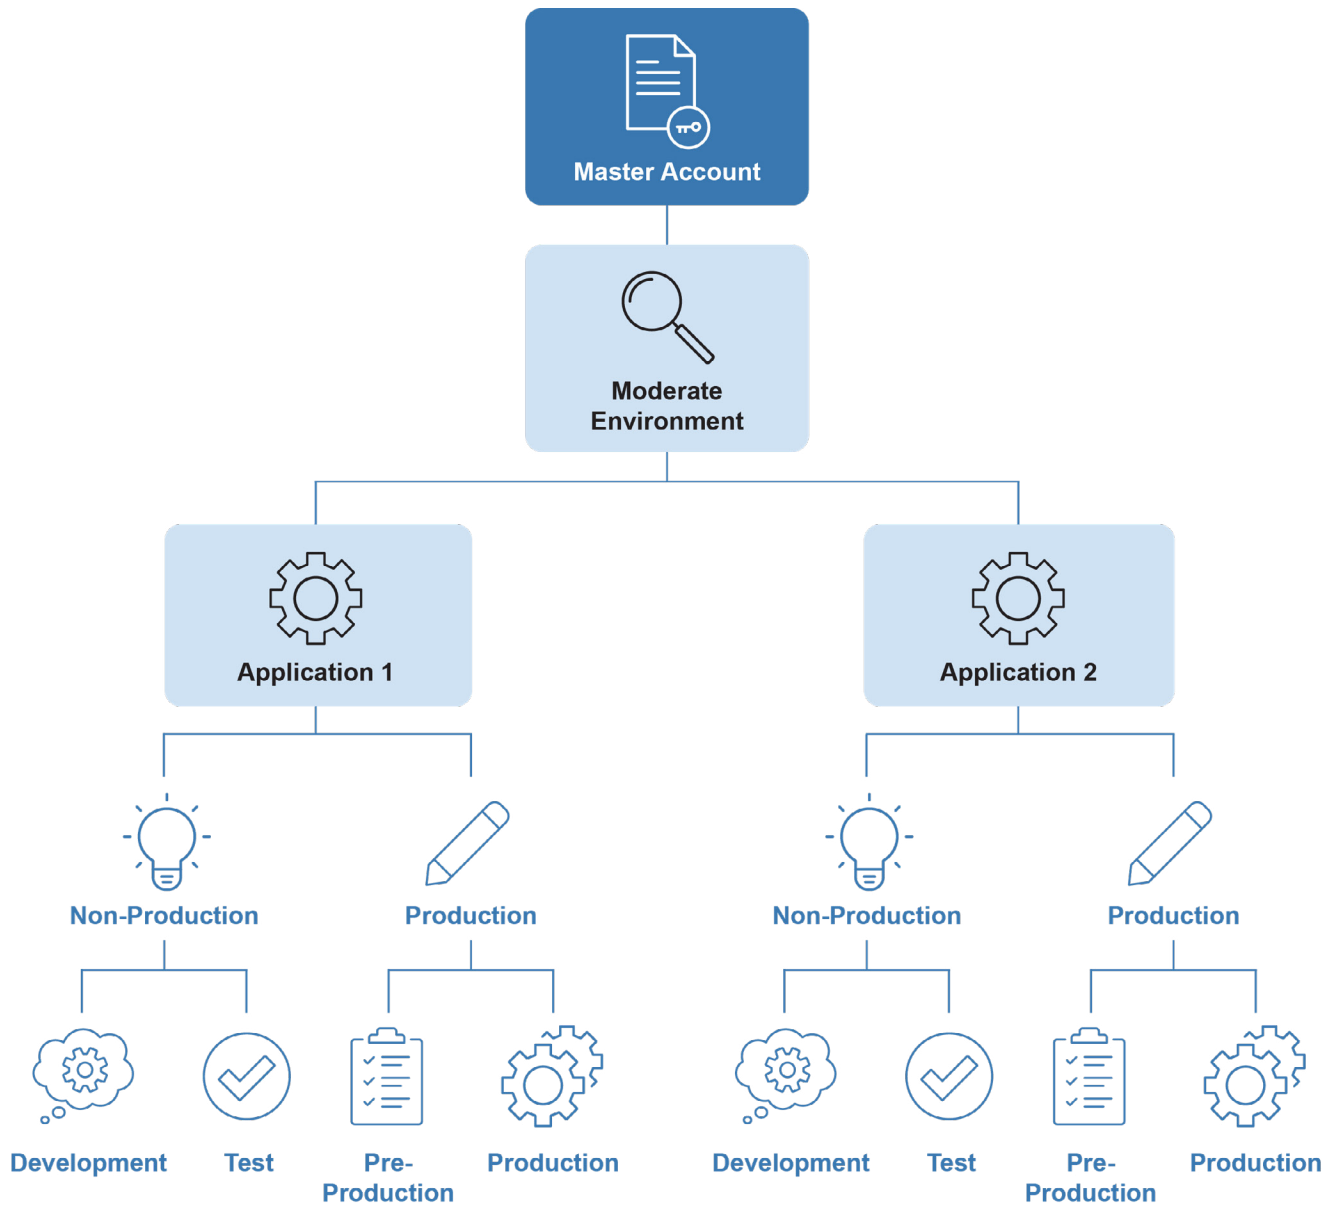 Master Account
Moderate
Environment
Application 1
Application 2
Non-Production
Production
Non-Production
Production
Development
Test
Pre-
Production
Production
Development
Test
Pre-
Production
Production